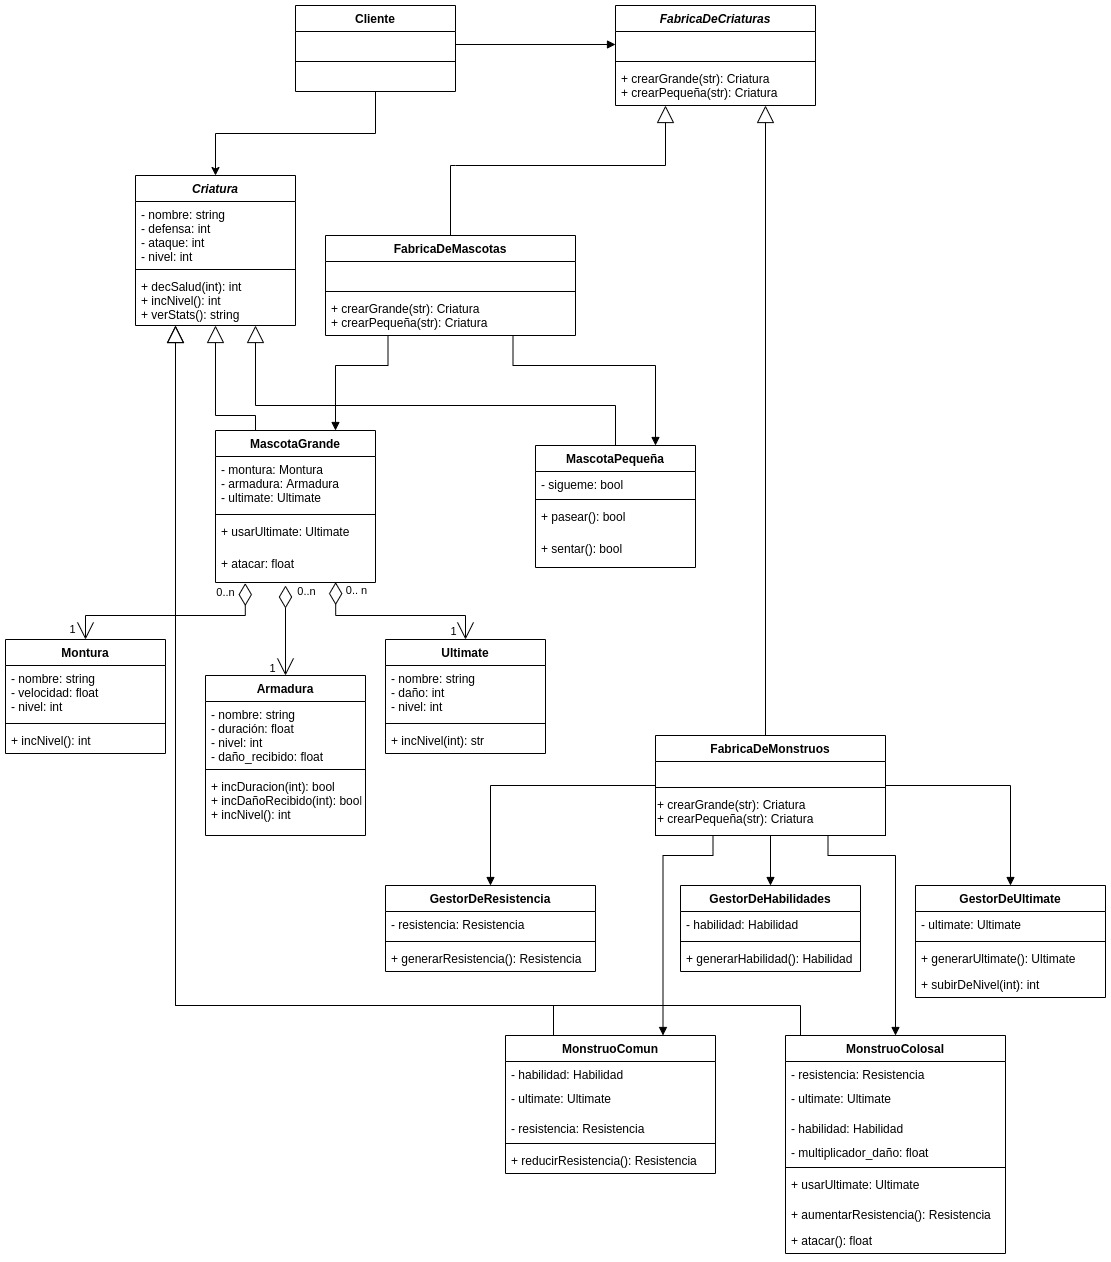 Cliente
FabricaDeCriaturas
+ crearGrande(str): Criatura
+ crearPequeña(str): Criatura
Criatura
- nombre: string
- defensa: int
- ataque: int
- nivel: int
+ decSalud(int): int
+ incNivel(): int
+ verStats(): string
FabricaDeMascotas
+ crearGrande(str): Criatura
+ crearPequeña(str): Criatura
MascotaGrande
- montura: Montura
- armadura: Armadura
- ultimate: Ultimate
+ usarUltimate: Ultimate
+ atacar: float
MascotaPequeña
- sigueme: bool
+ pasear(): bool
+ sentar(): bool
0..n
0..n
0.. n
1
1
1
Montura
- nombre: string
- velocidad: float
- nivel: int
+ incNivel(): int
Armadura
- nombre: string
- duración: float
- nivel: int
- daño_recibido: float
+ incDuracion(int): bool
+ incDañoRecibido(int): bool
+ incNivel(): int
Ultimate
- nombre: string
- daño: int
- nivel: int
+ incNivel(int): str
FabricaDeMonstruos
+ crearGrande(str): Criatura
+ crearPequeña(str): Criatura
GestorDeResistencia
- resistencia: Resistencia
+ generarResistencia(): Resistencia
GestorDeHabilidades
- habilidad: Habilidad
+ generarHabilidad(): Habilidad
GestorDeUltimate
- ultimate: Ultimate
+ generarUltimate(): Ultimate
+ subirDeNivel(int): int
MonstruoComun
- habilidad: Habilidad
- ultimate: Ultimate
- resistencia: Resistencia
+ reducirResistencia(): Resistencia
MonstruoColosal
- resistencia: Resistencia
- ultimate: Ultimate
- habilidad: Habilidad
- multiplicador_daño: float
+ usarUltimate: Ultimate
+ aumentarResistencia(): Resistencia
+ atacar(): float